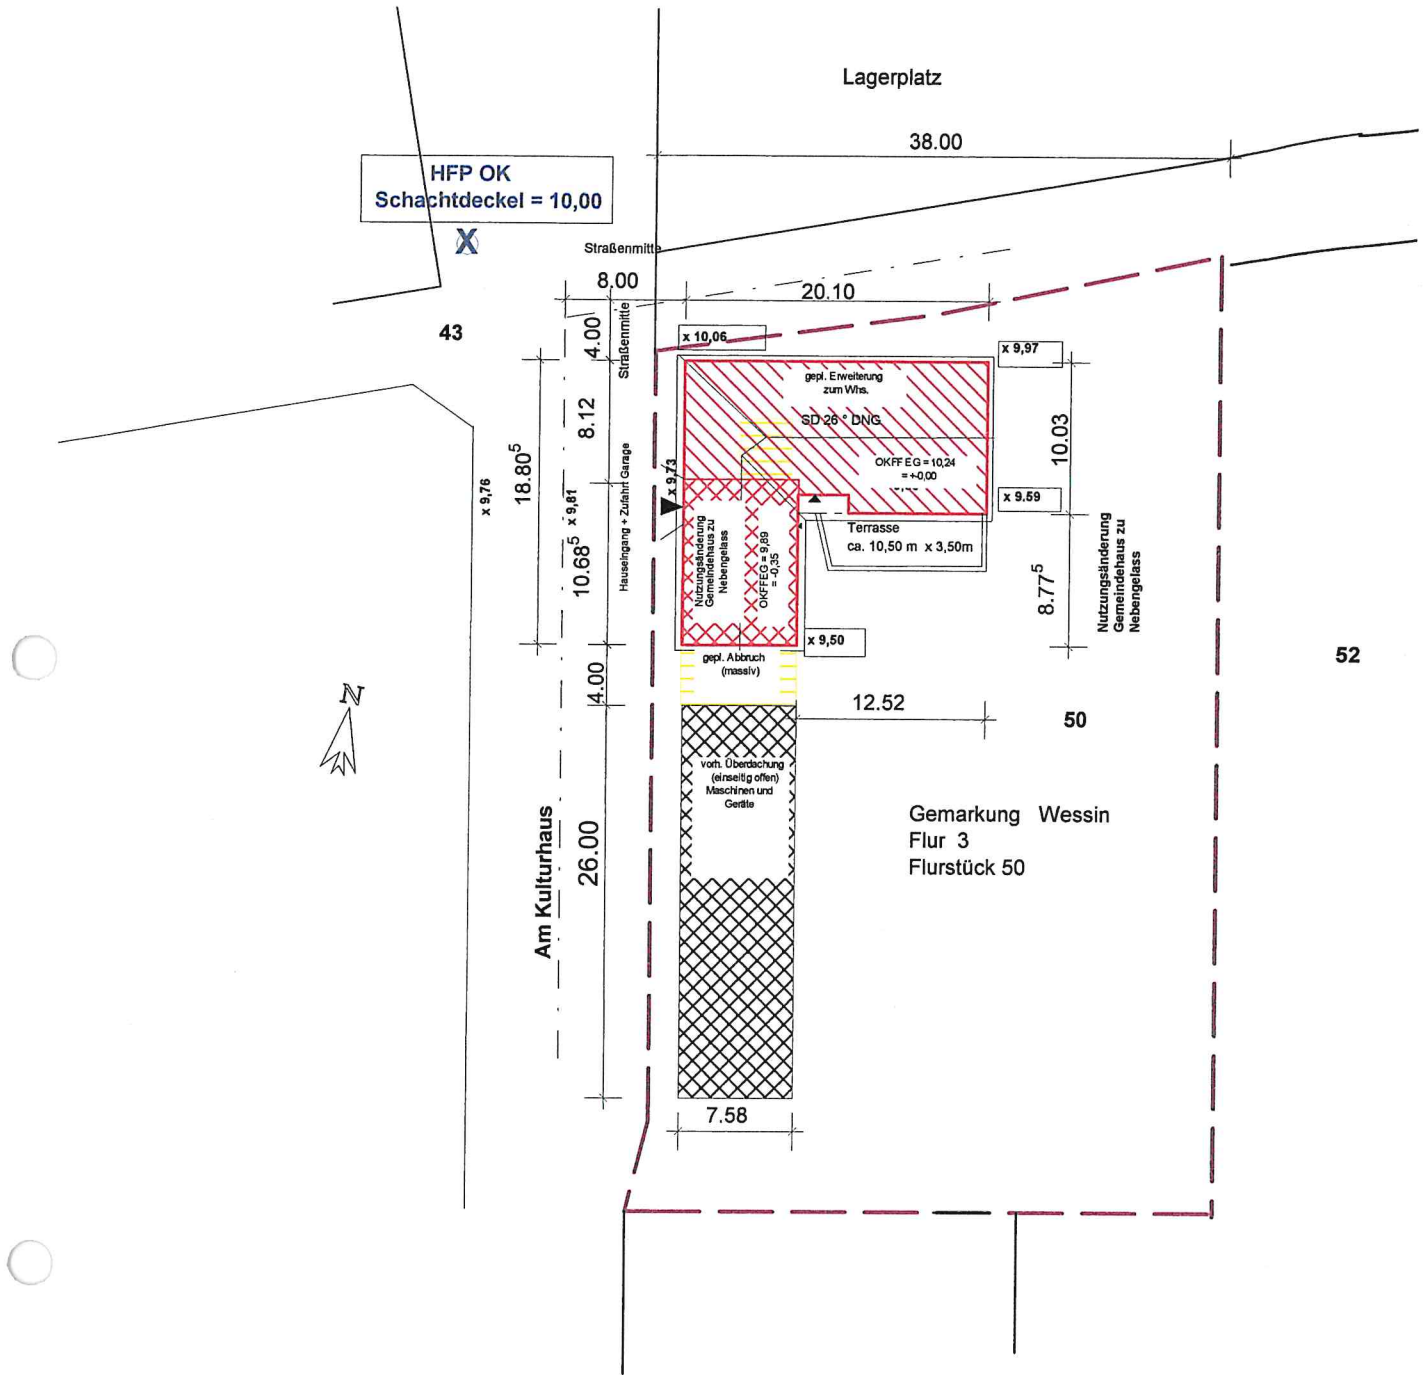 Lagerplatz
38.00
HFP OK
Schachtdeckel = 10,00
X
Straßenmitte
8.00
20.10
43
4.00
Straßenmitte
x 10,06
x 9,97
gepl. Erweiterung
zum Whs.
SD 26 ° DNG
OKFFEG = 10,24
= +-0,00
8.12
10.03
18.80⁵
x 9,76
x 9,81
10.68⁵
Hauseingang + Zufahrt Garage
x 9,73
x 9.59
Nutzungsänderung
Gemeindehaus zu
Nebengelass
OKFFEG = 9,89
= -0,35
Terrasse
ca. 10,50 m x 3,50m
8.77⁵
Nutzungsänderung
Gemeindehaus zu
Nebengelass
x 9,50
gepl. Abbruch
(massiv)
4.00
52
N
12.52
50
vorh. Überdachung
(einseitig offen)
Maschinen und
Geräte
Am Kulturhaus
26.00
Gemarkung Wessin
Flur 3
Flurstück 50
7.58